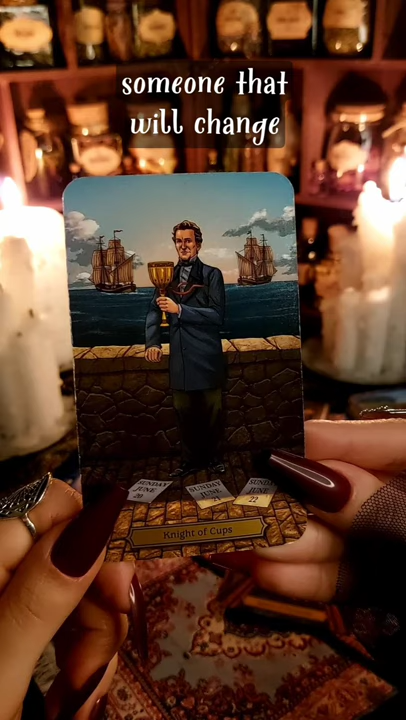 someone that
will change
SUNDAY
JUNE
20
SUNDAY
JUNE
21
SUNDAY
JUNE
22
Knight of Cups